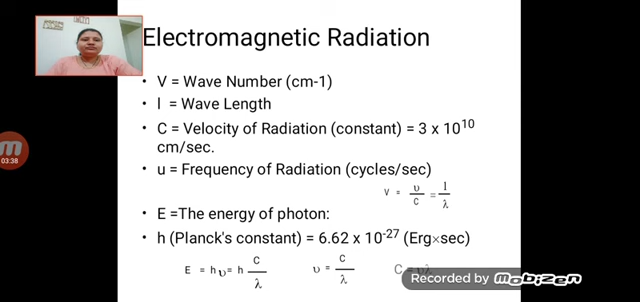 Electromagnetic Radiation
• V = Wave Number (cm-1)
• l = Wave Length
• C = Velocity of Radiation (constant) = 3 x 10¹⁰
cm/sec.
• u = Frequency of Radiation (cycles/sec)
V = υ/C = 1/λ
• E =The energy of photon:
• h (Planck's constant) = 6.62 x 10⁻²⁷ (Erg×sec)
E = hυ = h C/λ υ = C/λ C = υλ
03:38
Recorded by mobizen